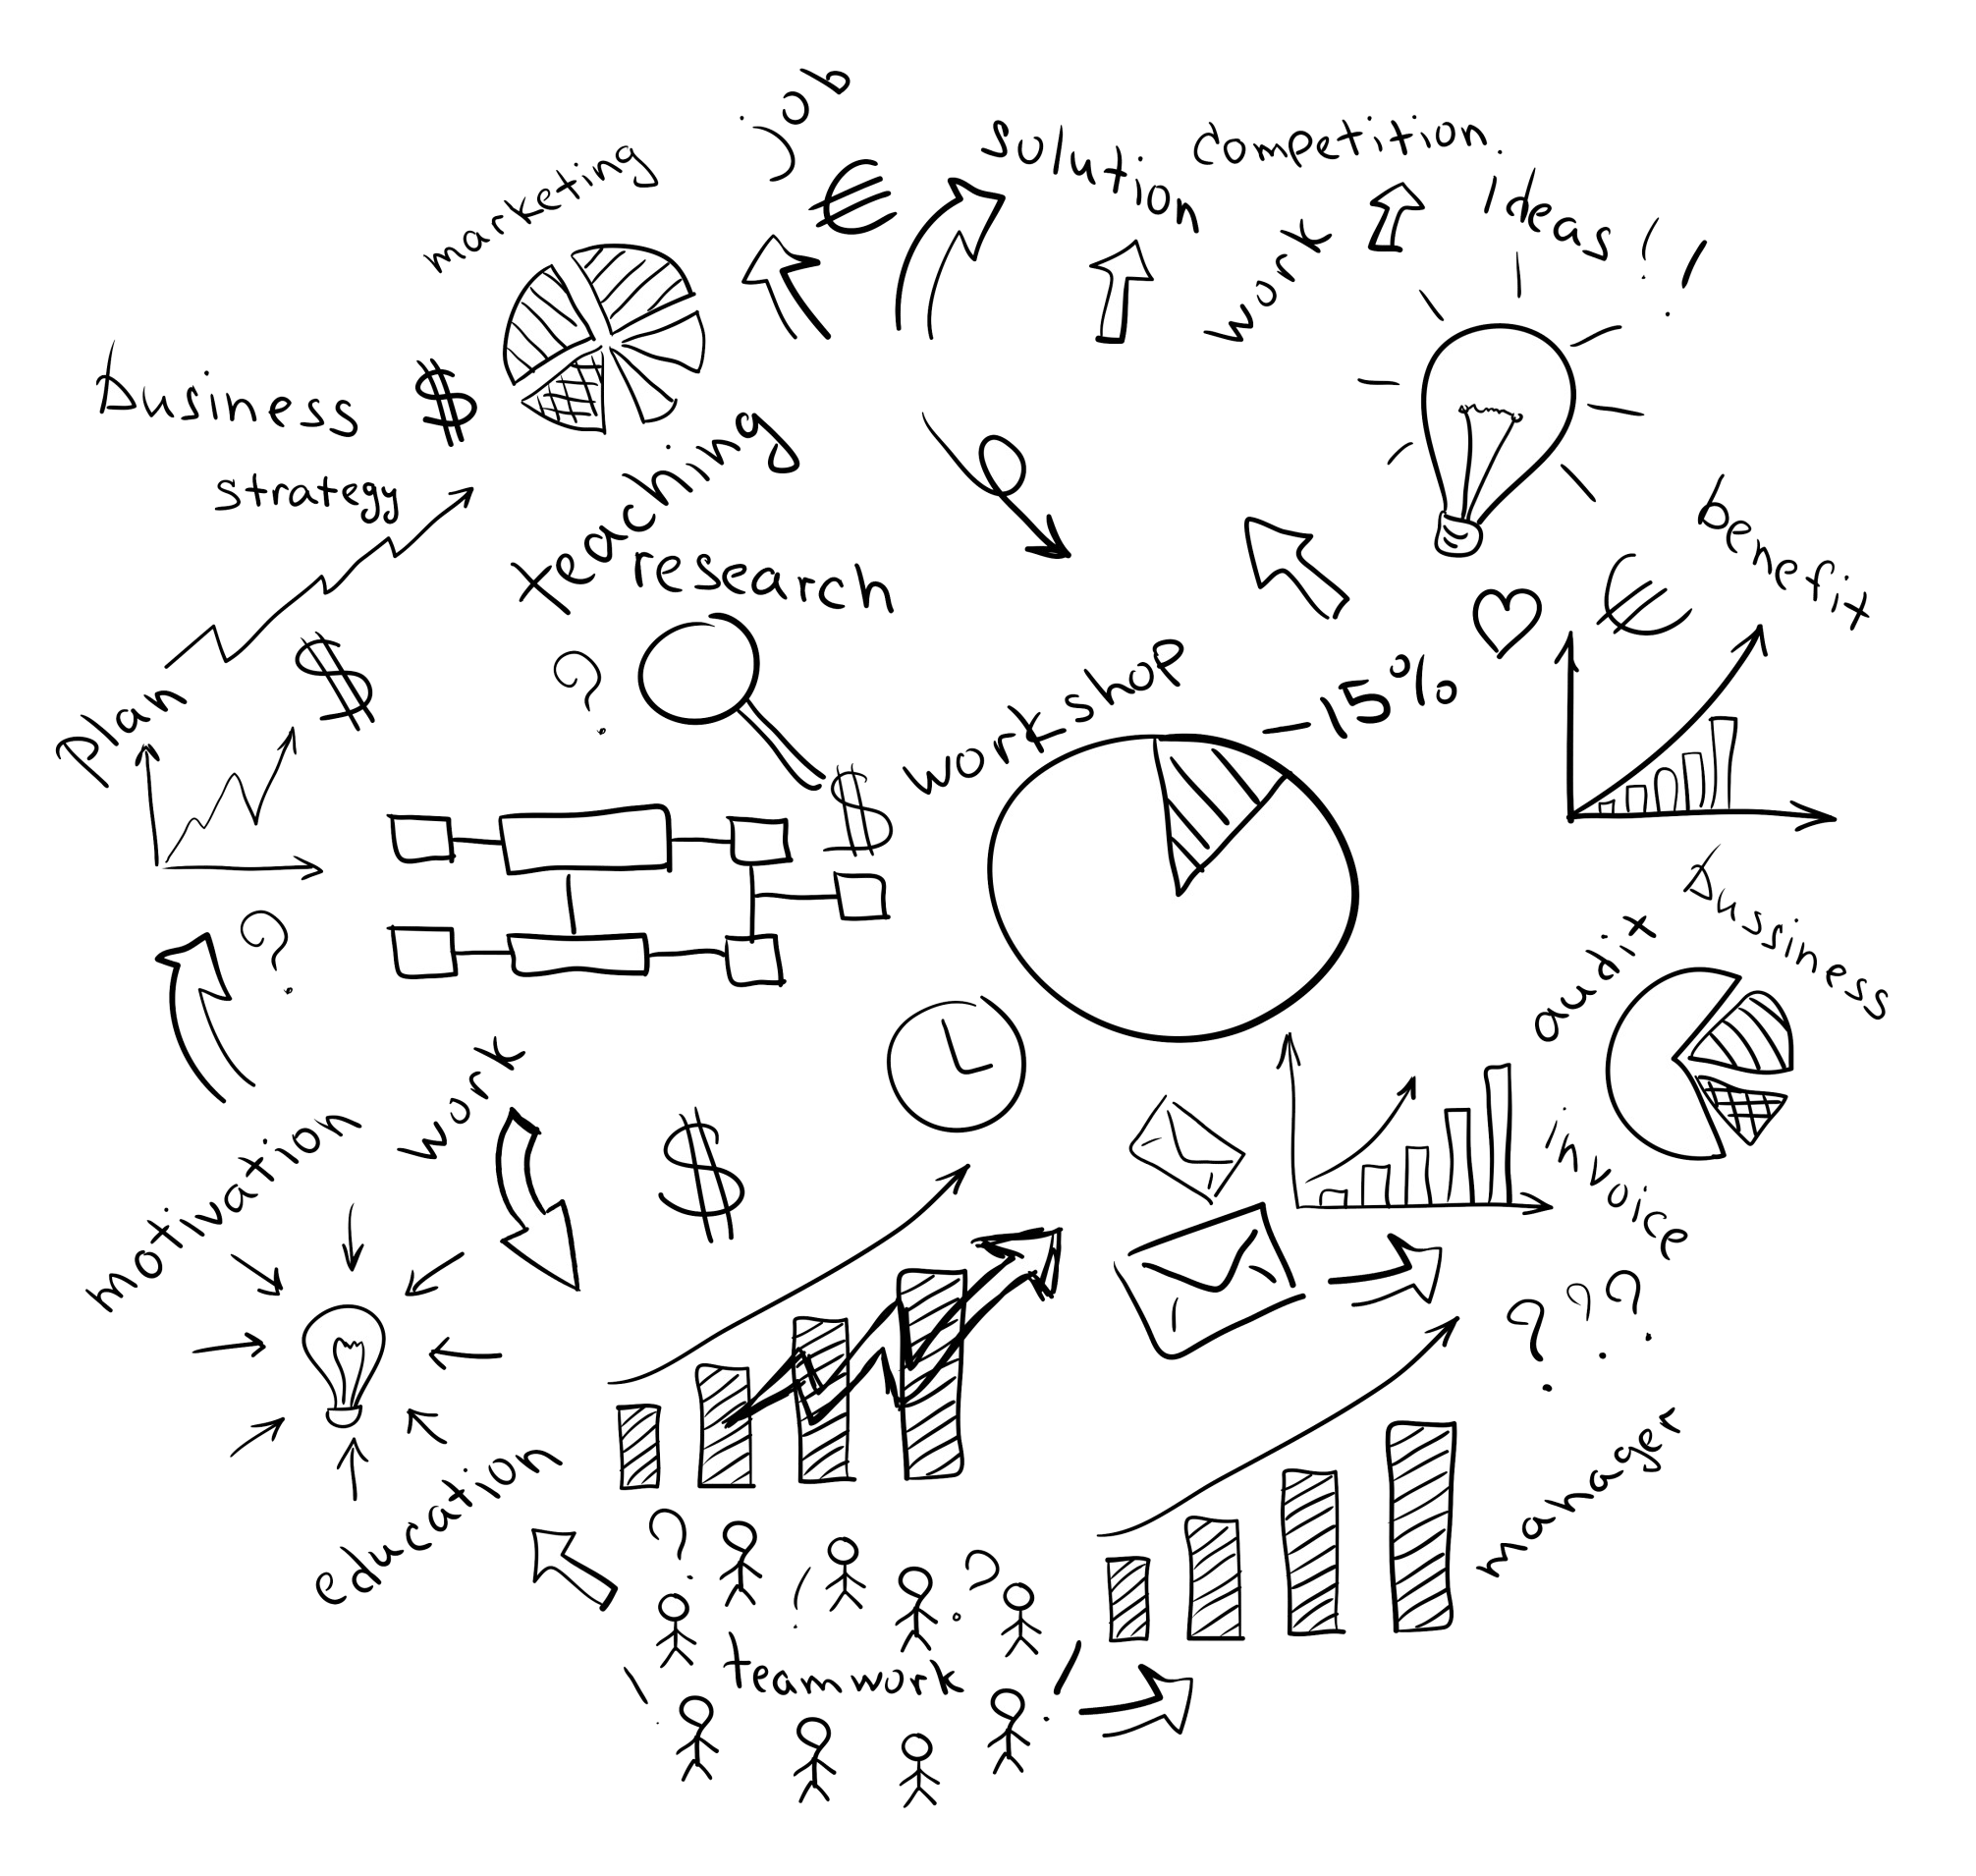 job
marketing
solution
competition.
Ideas!!!
work
€
business $
strategy
teaching
research
benefit
€
plan
$
?
workshop
15%
$
business
audit
?
work
motivation
$
invoice
???
education
manager
?
!
?
teamwork
!
!